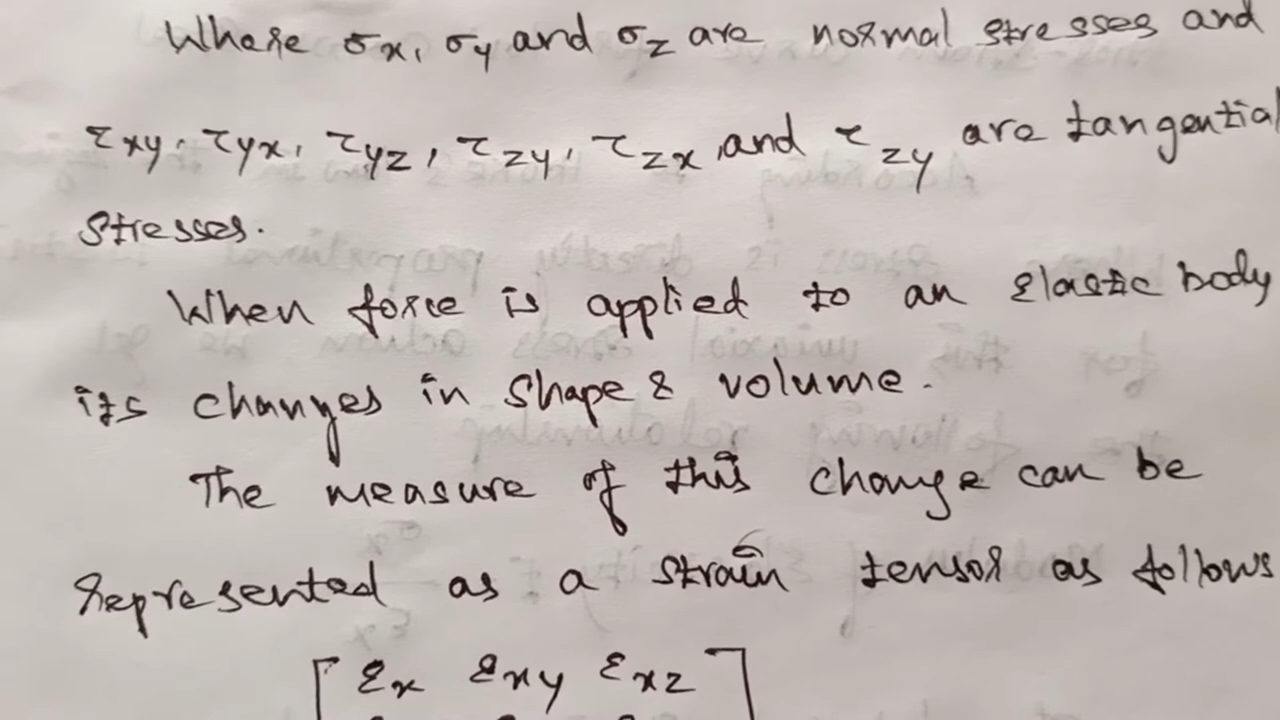 Where σx, σy and σz are normal stresses and
τxy, τyx, τyz, τzy, τzx, and τzy are tangential
stresses.
When force is applied to an elastic body
its changes in shape & volume.
The measure of this change can be
represented as a strain tensor as follows
[ εx εxy εxz ]